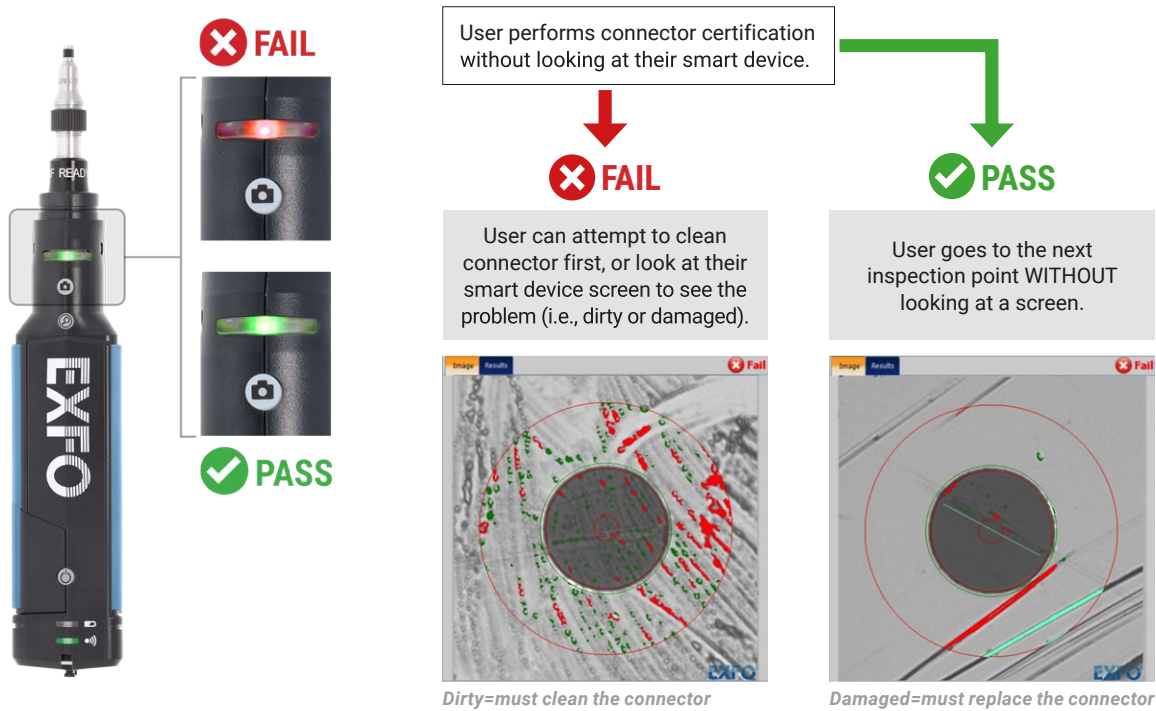 FAIL
PASS
F READY
EXFO
User performs connector certification
without looking at their smart device.
FAIL
User can attempt to clean
connector first, or look at their
smart device screen to see the
problem (i.e., dirty or damaged).
Image Results Fail
EXFO
Dirty=must clean the connector
PASS
User goes to the next
inspection point WITHOUT
looking at a screen.
Image Results Fail
EXFO
Damaged=must replace the connector